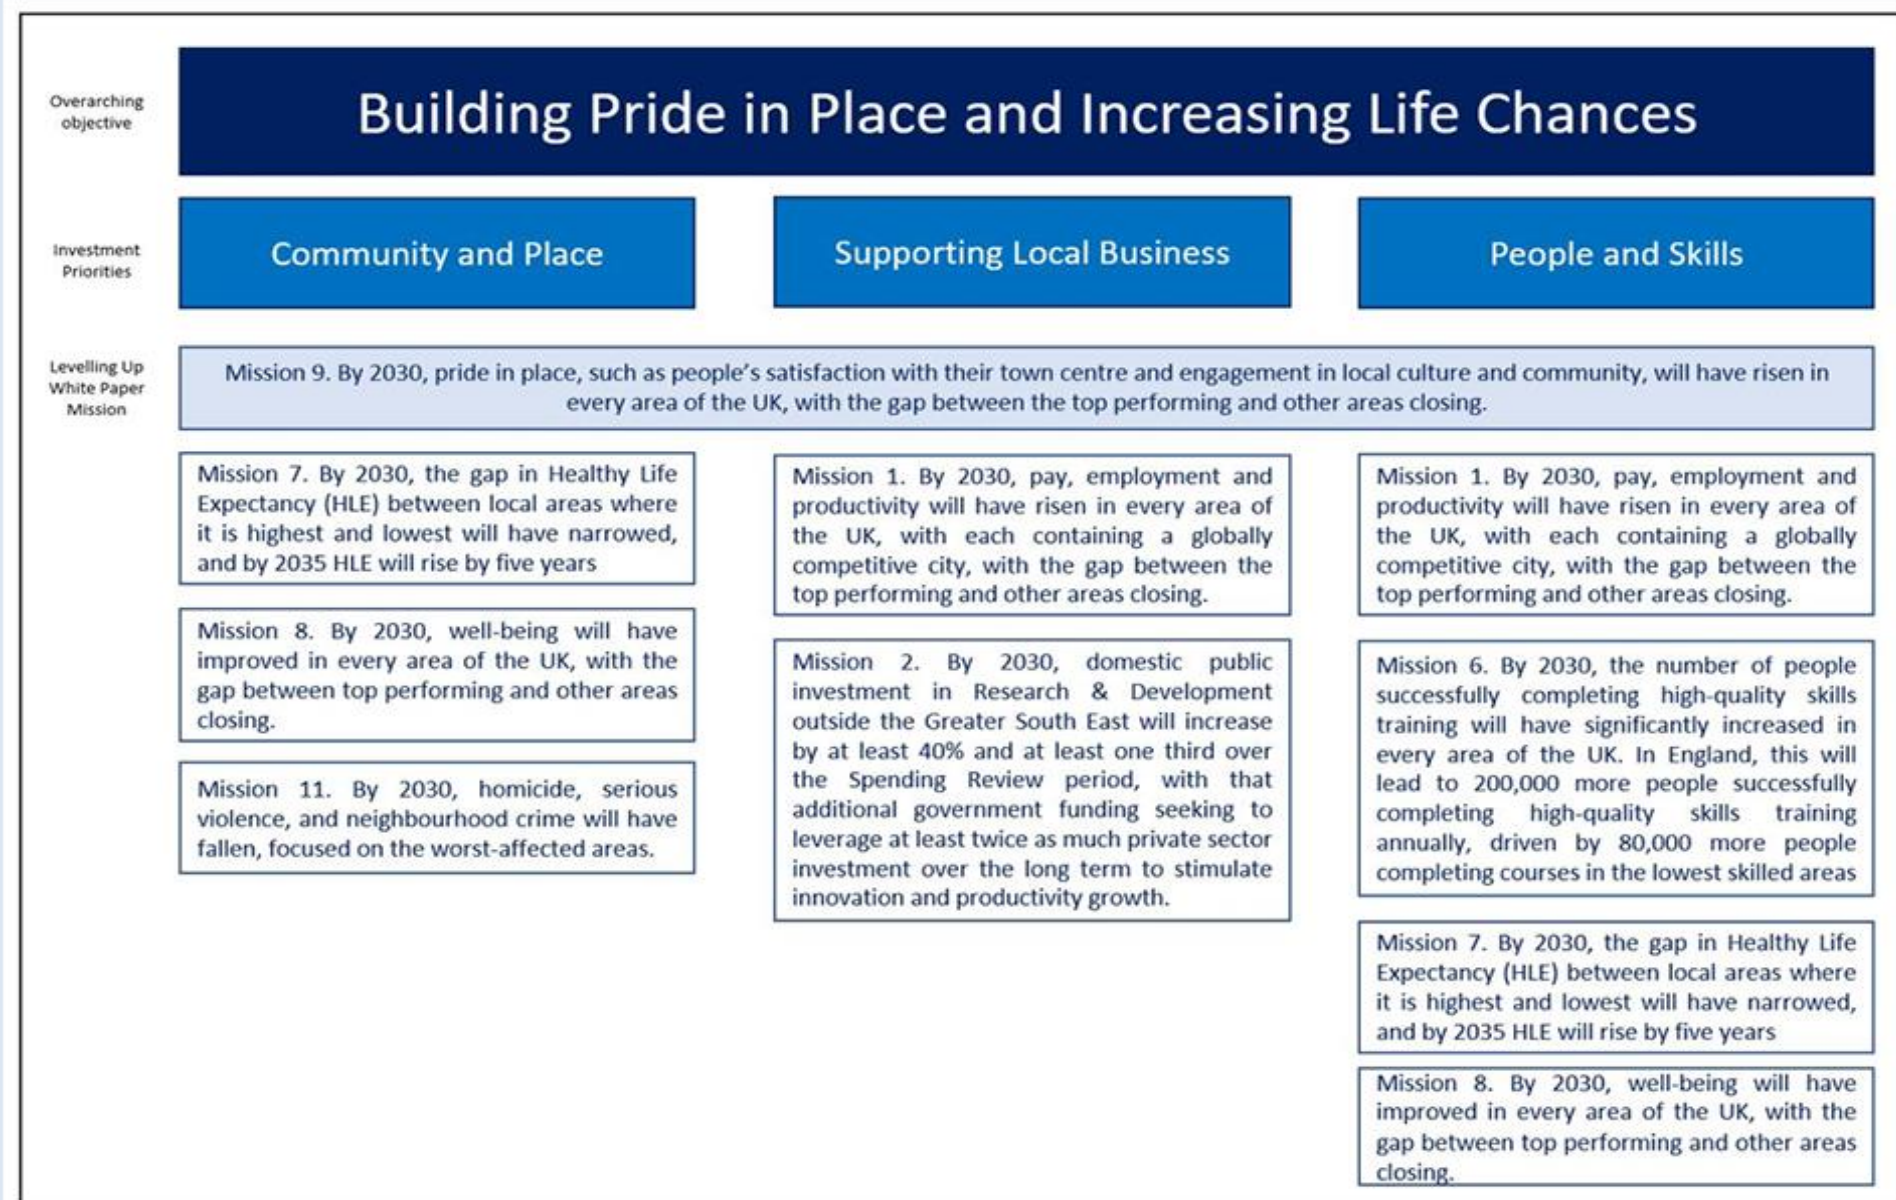 Overarching
objective
Building Pride in Place and Increasing Life Chances
Investment
Priorities
Community and Place
Supporting Local Business
People and Skills
Levelling Up
White Paper
Mission
Mission 9. By 2030, pride in place, such as people's satisfaction with their town centre and engagement in local culture and community, will have risen in
every area of the UK, with the gap between the top performing and other areas closing.
Mission 7. By 2030, the gap in Healthy Life
Expectancy (HLE) between local areas where
it is highest and lowest will have narrowed,
and by 2035 HLE will rise by five years
Mission 8. By 2030, well-being will have
improved in every area of the UK, with the
gap between top performing and other areas
closing.
Mission 11. By 2030, homicide, serious
violence, and neighbourhood crime will have
fallen, focused on the worst-affected areas.
Mission 1. By 2030, pay, employment and
productivity will have risen in every area of
the UK, with each containing a globally
competitive city, with the gap between the
top performing and other areas closing.
Mission 2. By 2030, domestic public
investment in Research & Development
outside the Greater South East will increase
by at least 40% and at least one third over
the Spending Review period, with that
additional government funding seeking to
leverage at least twice as much private sector
investment over the long term to stimulate
innovation and productivity growth.
Mission 1. By 2030, pay, employment and
productivity will have risen in every area of
the UK, with each containing a globally
competitive city, with the gap between the
top performing and other areas closing.
Mission 6. By 2030, the number of people
successfully completing high-quality skills
training will have significantly increased in
every area of the UK. In England, this will
lead to 200,000 more people successfully
completing high-quality skills training
annually, driven by 80,000 more people
completing courses in the lowest skilled areas
Mission 7. By 2030, the gap in Healthy Life
Expectancy (HLE) between local areas where
it is highest and lowest will have narrowed,
and by 2035 HLE will rise by five years
Mission 8. By 2030, well-being will have
improved in every area of the UK, with the
gap between top performing and other areas
closing.